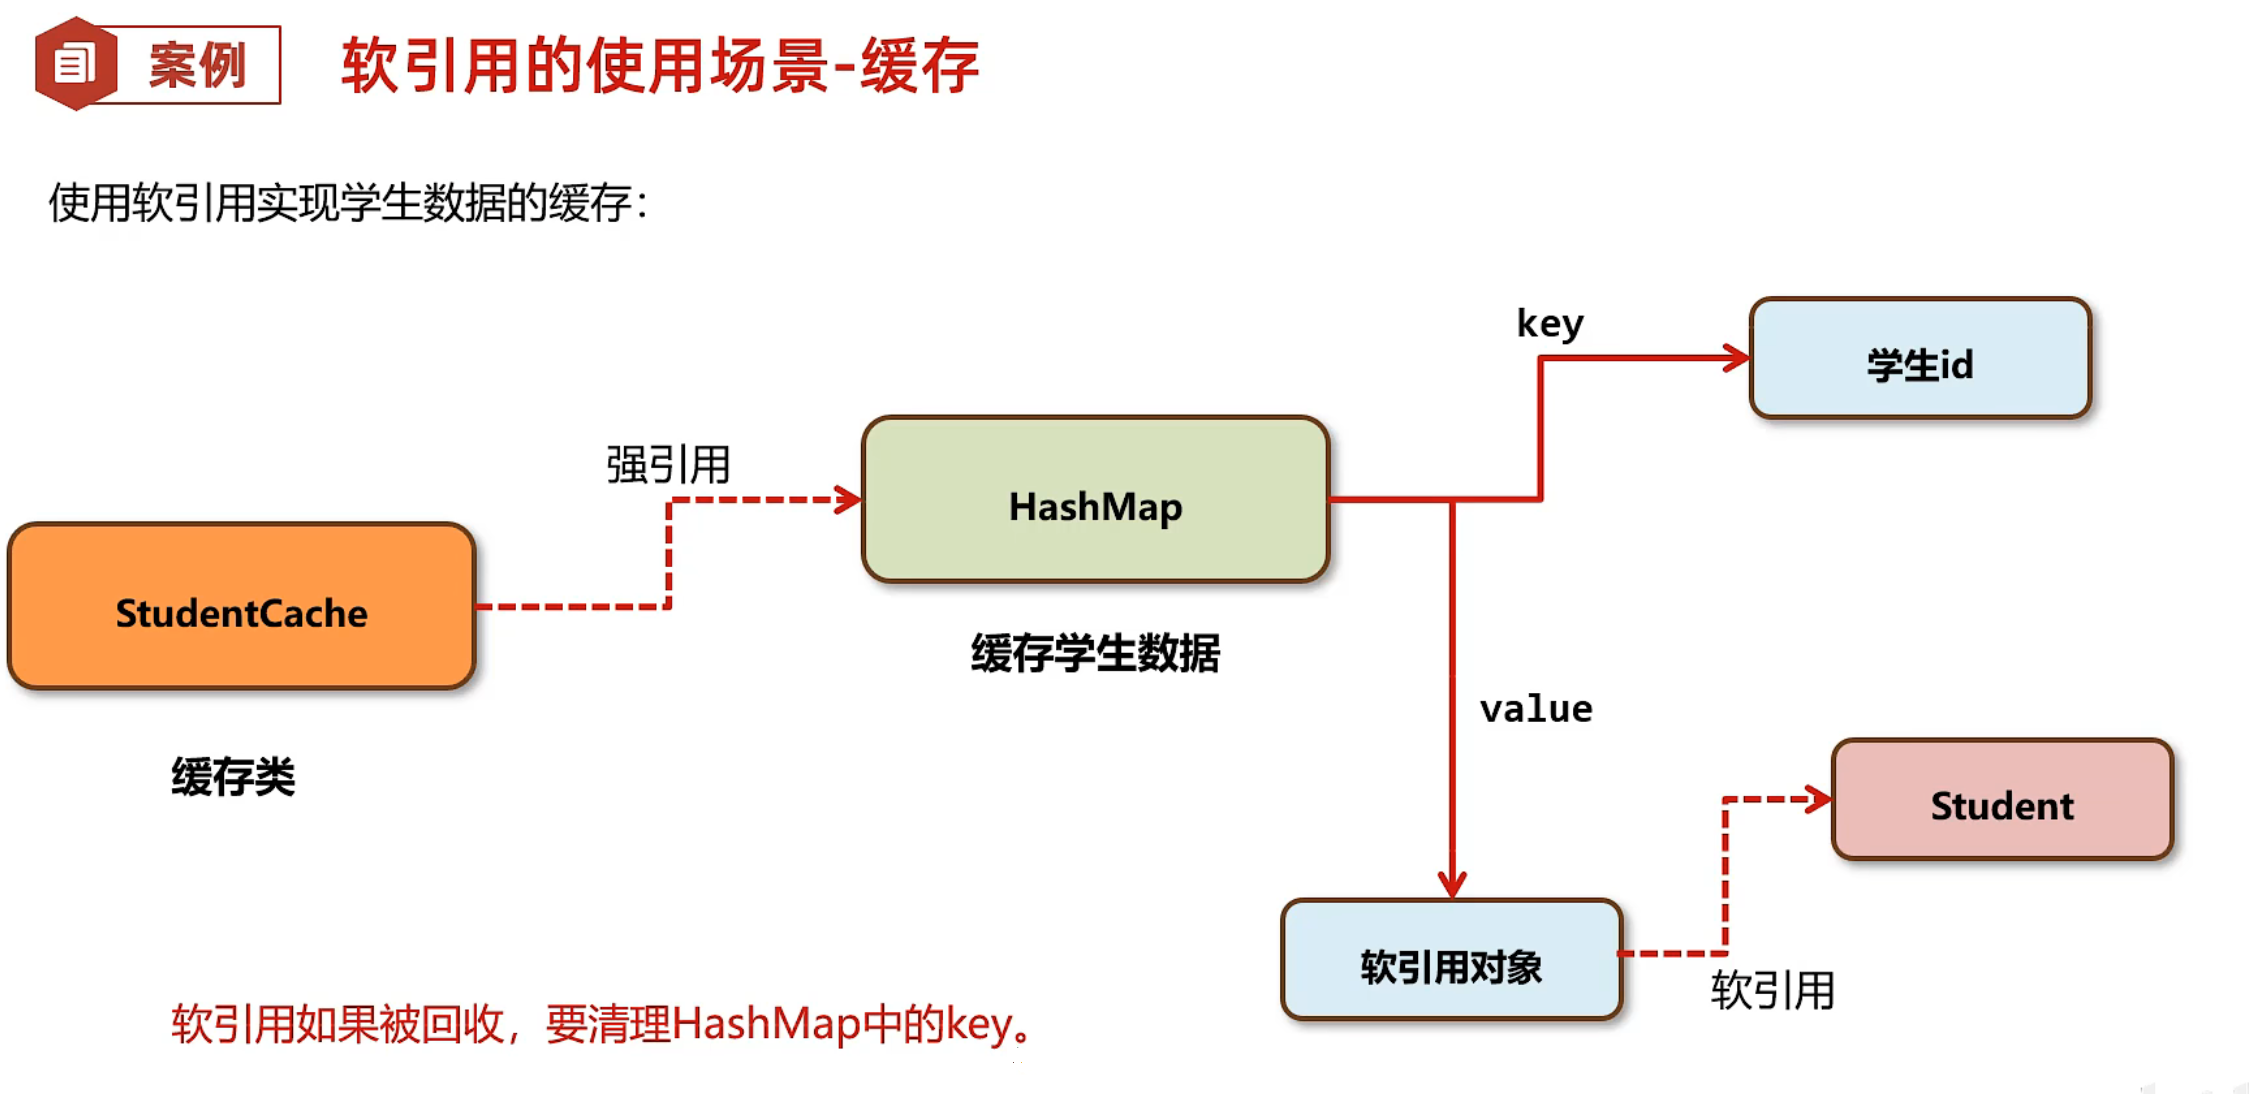 案例
软引用的使用场景-缓存
使用软引用实现学生数据的缓存：
key
学生id
强引用
HashMap
StudentCache
缓存学生数据
value
缓存类
Student
软引用对象
软引用
软引用如果被回收，要清理HashMap中的key。